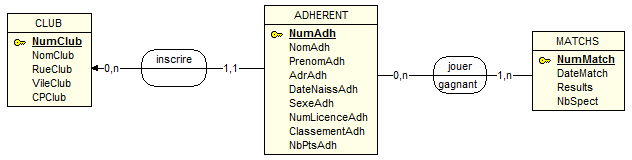 CLUB
NumClub
NomClub
RueClub
VileClub
CPClub
0,n
inscrire
1,1
ADHERENT
NumAdh
NomAdh
PrenomAdh
AdrAdh
DateNaissAdh
SexeAdh
NumLicenceAdh
ClassementAdh
NbPtsAdh
0,n
jouer
gagnant
1,n
MATCHS
NumMatch
DateMatch
Results
NbSpect